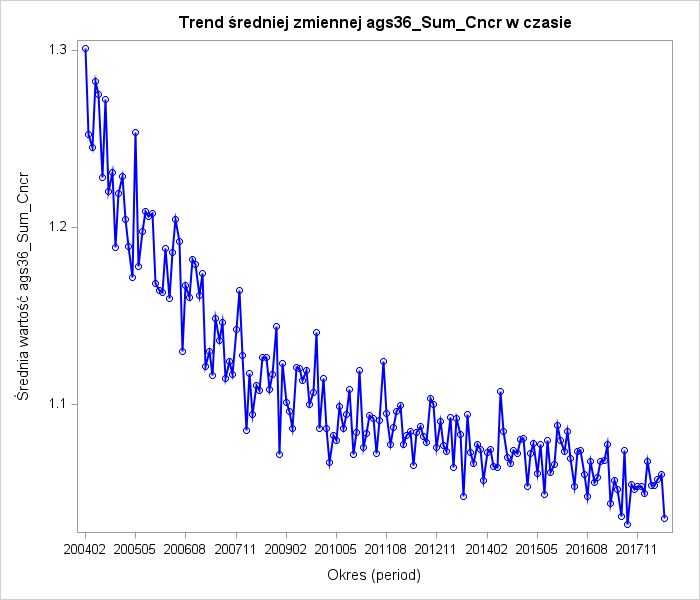 Trend średniej zmiennej ags36_Sum_Cncr w czasie
1.3
1.2
1.1
Średnia wartość ags36_Sum_Cncr
200402 200505 200608 200711 200902 201005 201108 201211 201402 201505 201608 201711
Okres (period)